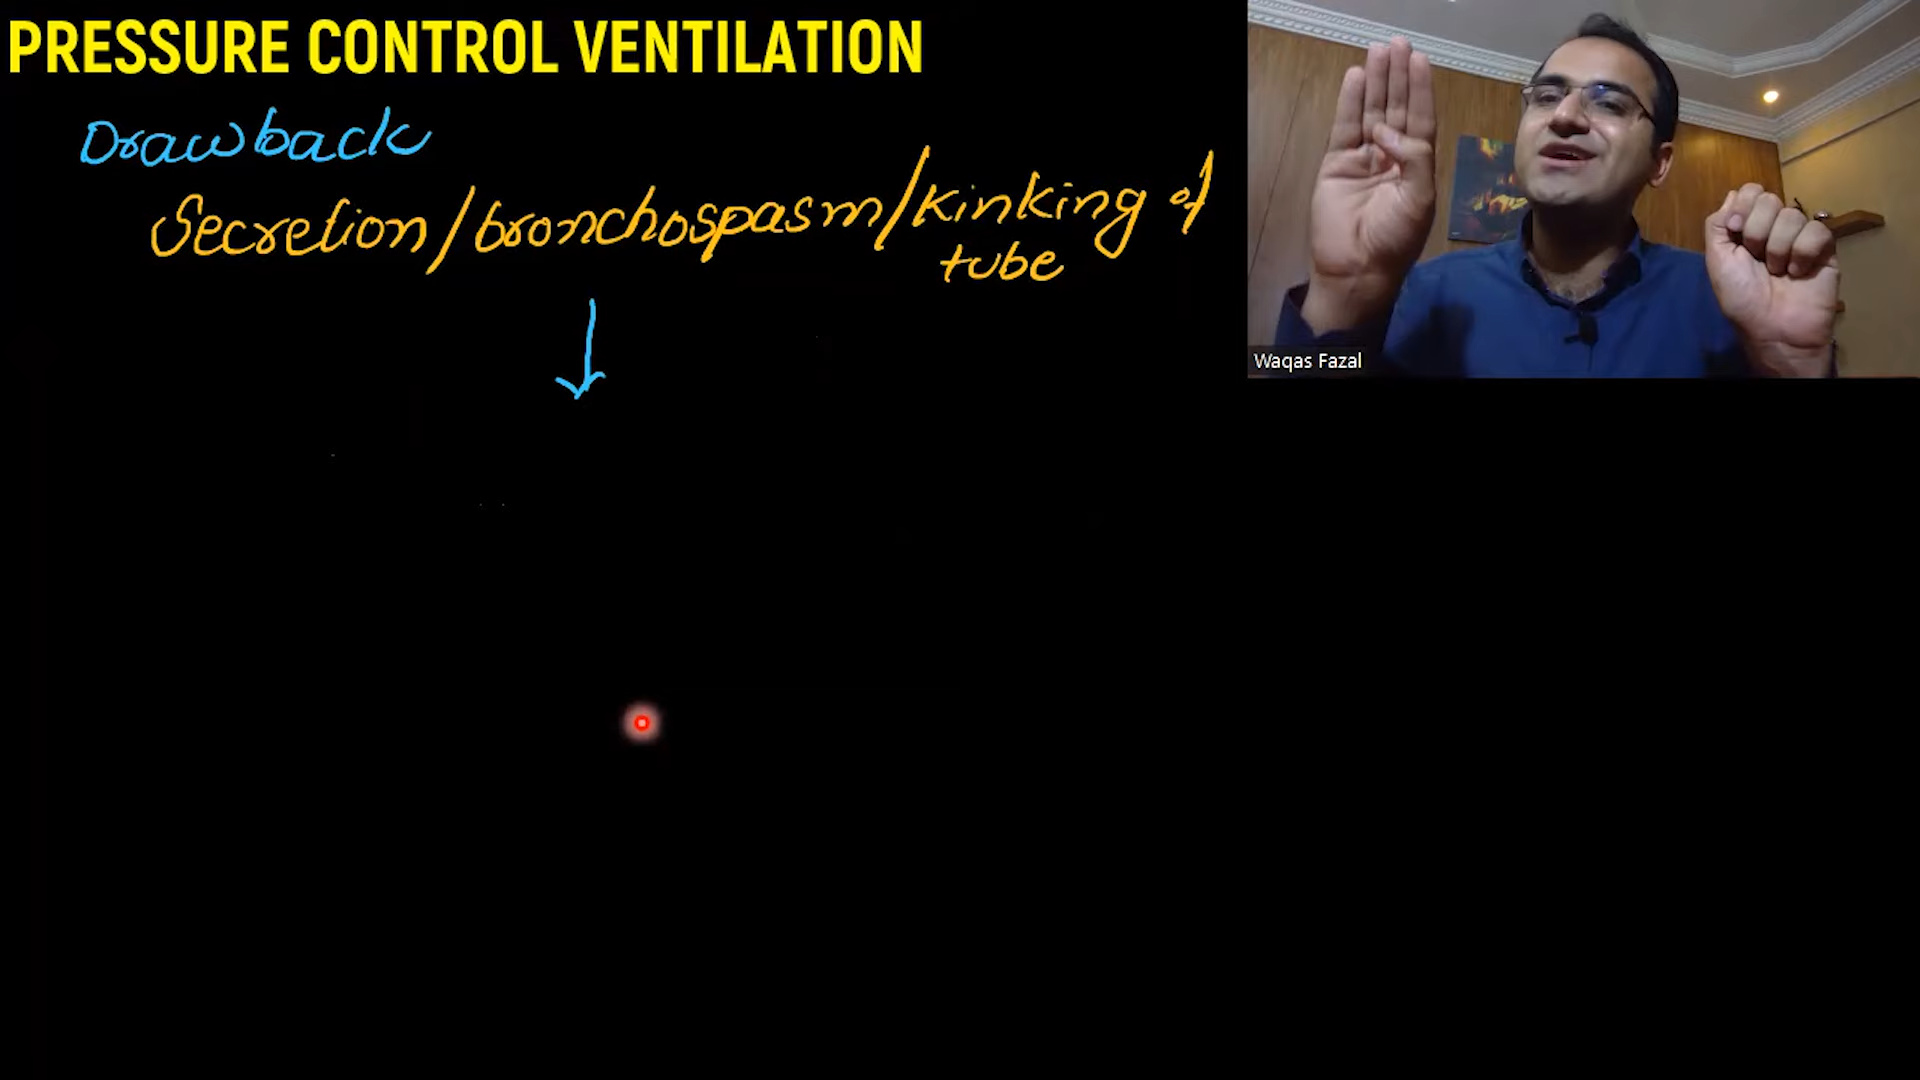 PRESSURE CONTROL VENTILATION
Drawback
Secretion/bronchospasm/kinking of
tube
Waqas Fazal